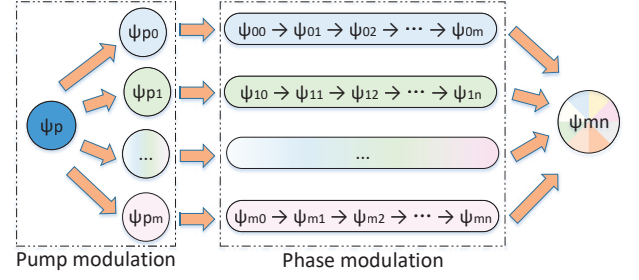 ψp
ψp0
ψp1
...
ψpm
ψ00 → ψ01 → ψ02 → ··· → ψ0m
ψ10 → ψ11 → ψ12 → ··· → ψ1n
...
ψm0 → ψm1 → ψm2 → ··· → ψmn
ψmn
Pump modulation
Phase modulation